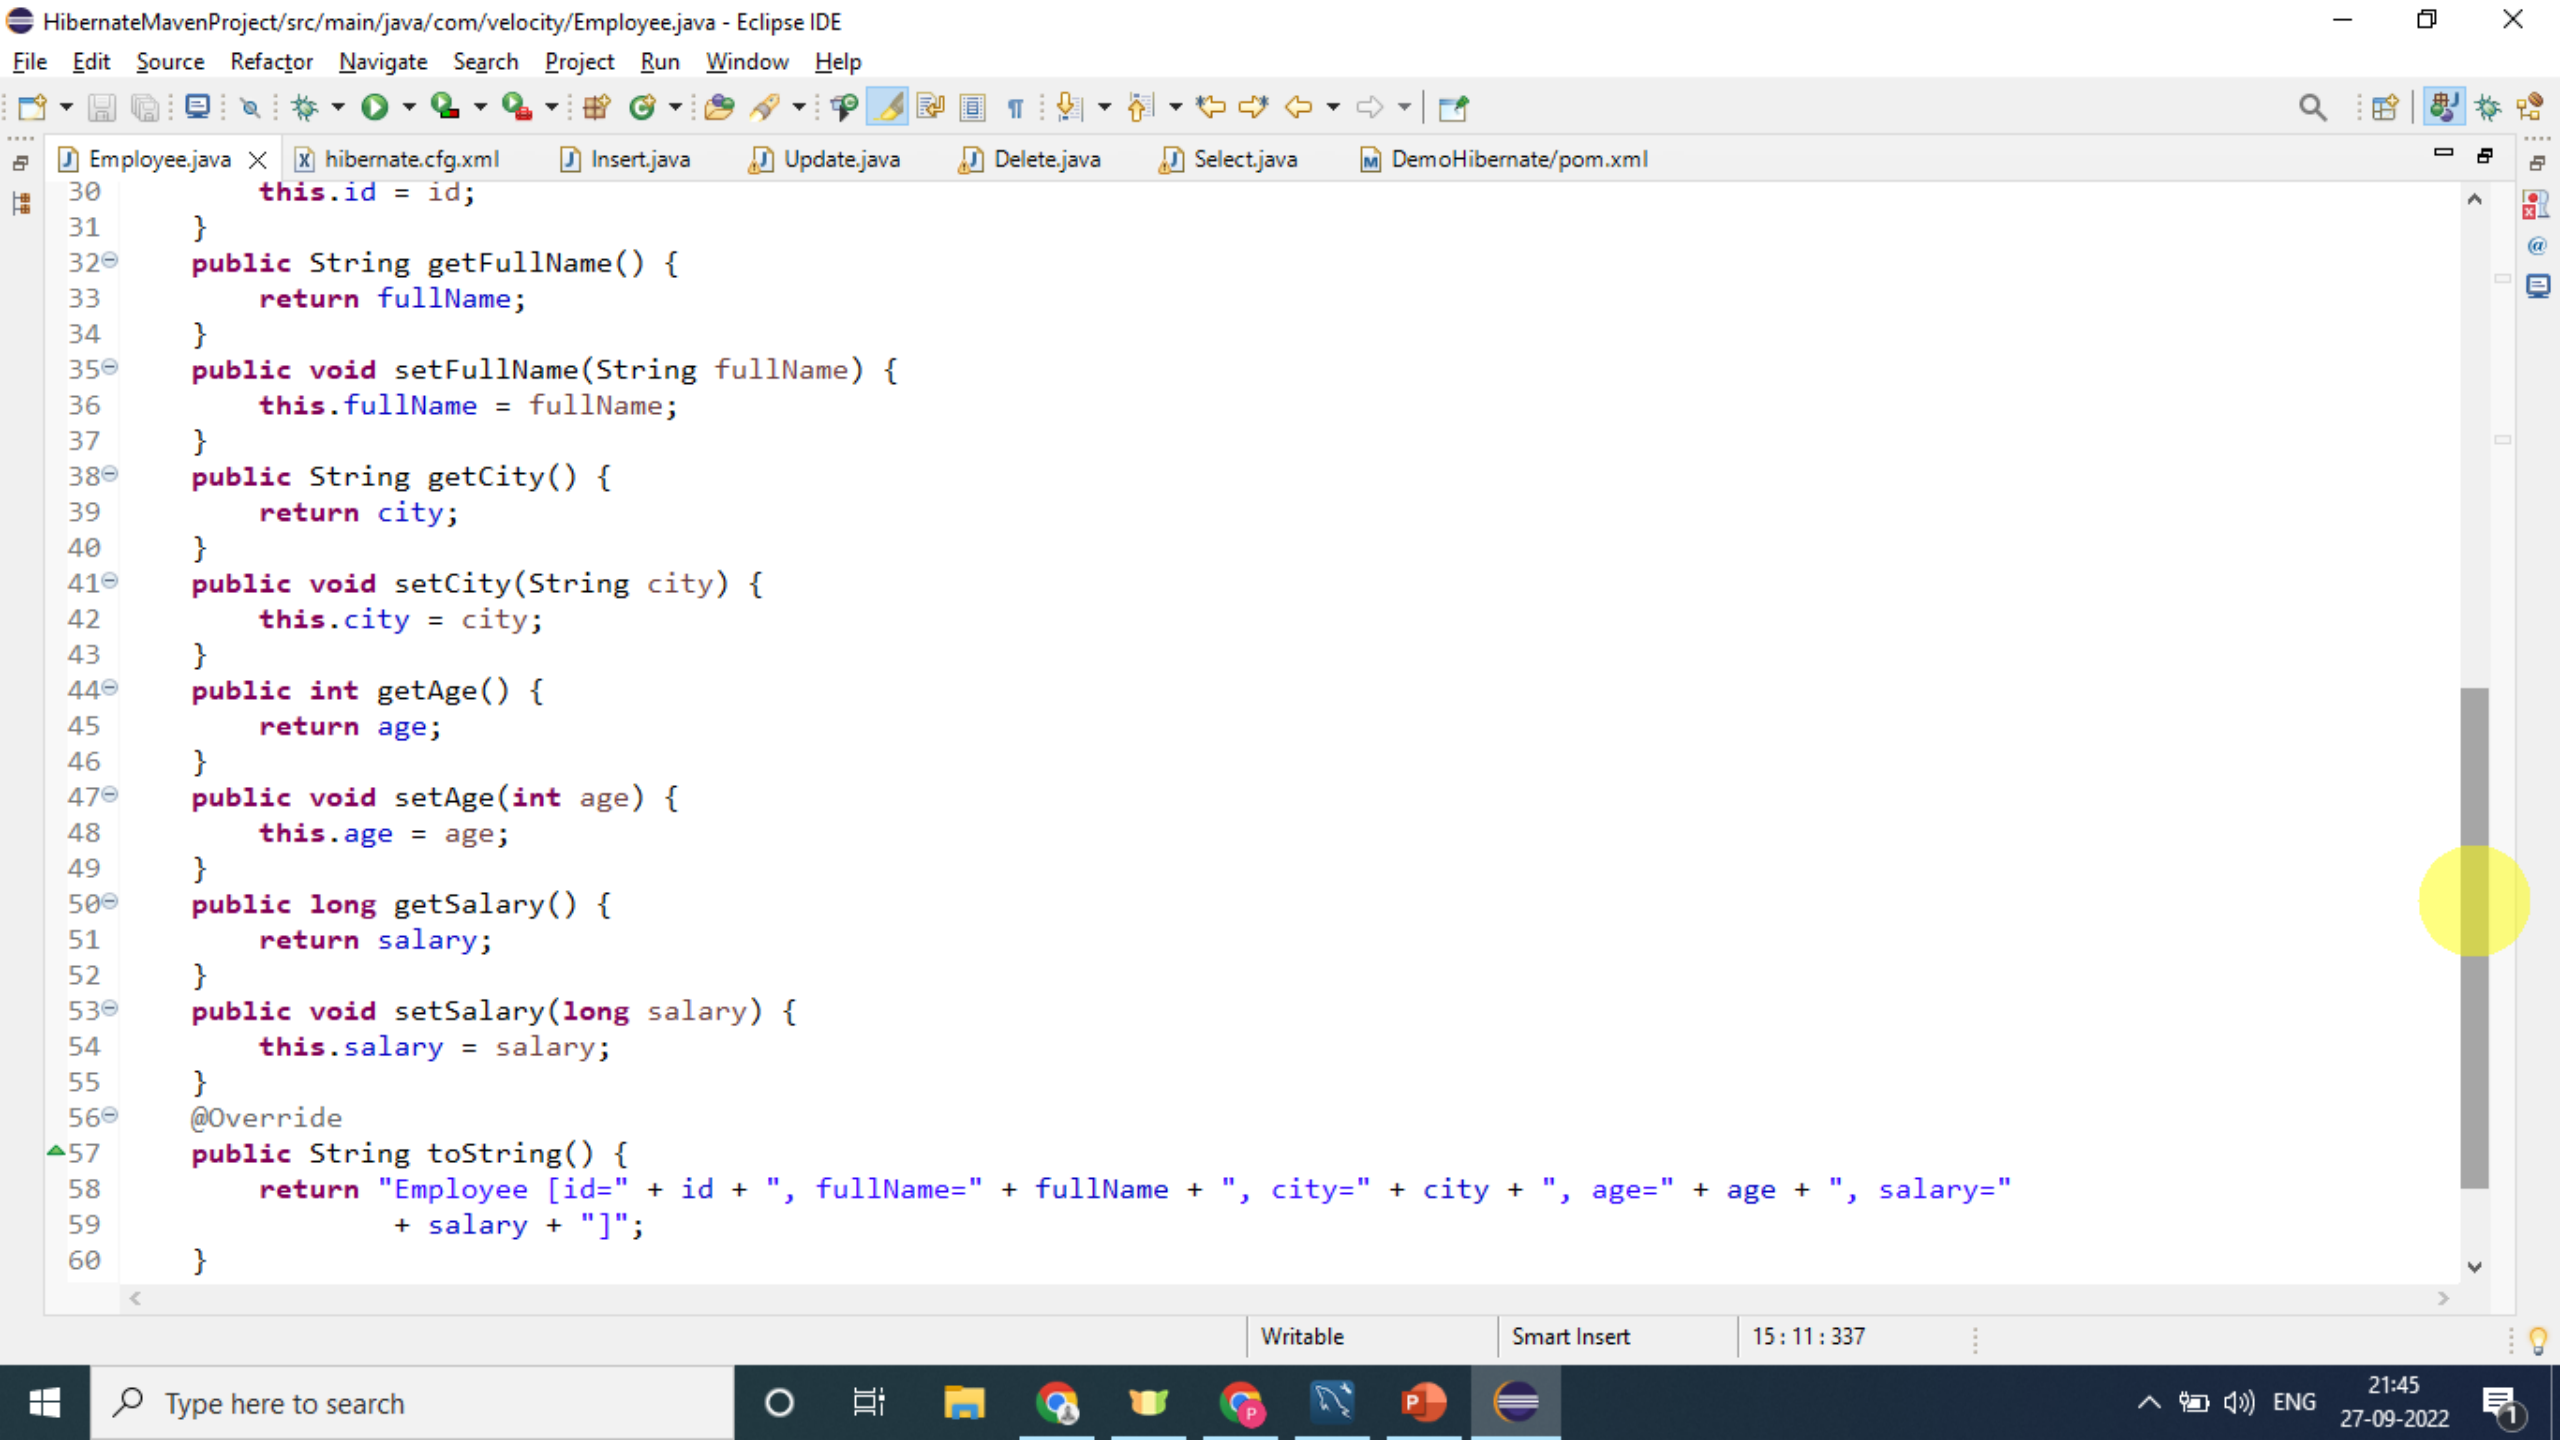 HibernateMavenProject/src/main/java/com/velocity/Employee.java - Eclipse IDE
File Edit Source Refactor Navigate Search Project Run Window Help
Employee.java hibernate.cfg.xml Insert.java Update.java Delete.java Select.java DemoHibernate/pom.xml
30 this.id = id;
31 }
32 public String getFullName() {
33 return fullName;
34 }
35 public void setFullName(String fullName) {
36 this.fullName = fullName;
37 }
38 public String getCity() {
39 return city;
40 }
41 public void setCity(String city) {
42 this.city = city;
43 }
44 public int getAge() {
45 return age;
46 }
47 public void setAge(int age) {
48 this.age = age;
49 }
50 public long getSalary() {
51 return salary;
52 }
53 public void setSalary(long salary) {
54 this.salary = salary;
55 }
56 @Override
57 public String toString() {
58 return "Employee [id=" + id + ", fullName=" + fullName + ", city=" + city + ", age=" + age + ", salary="
59 + salary + "]";
60 }
Writable Smart Insert 15 : 11 : 337
Type here to search
ENG
21:45
27-09-2022
1